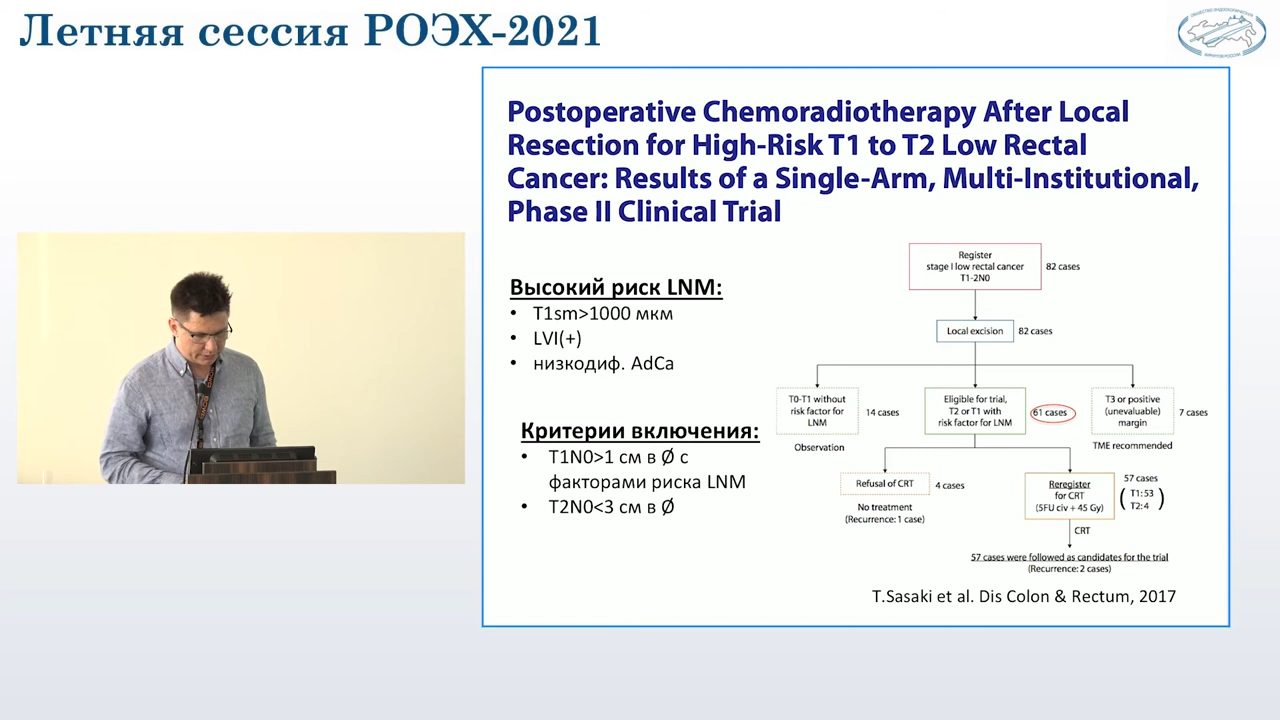 Летняя сессия РОЭХ-2021
Postoperative Chemoradiotherapy After Local
Resection for High-Risk T1 to T2 Low Rectal
Cancer: Results of a Single-Arm, Multi-Institutional,
Phase II Clinical Trial
Высокий риск LNM:
• T1sm>1000 мкм
• LVI(+)
• низкодиф. AdCa
Критерии включения:
• T1N0>1 см в Ø с
факторами риска LNM
• T2N0<3 см в Ø
Register
stage I low rectal cancer
T1-2N0
82 cases
Local excision
82 cases
T0-T1 without
risk factor for
LNM
14 cases
Observation
Eligible for trial,
T2 or T1 with
risk factor for LNM
61 cases
T3 or positive
(unevaluable)
margin
7 cases
TME recommended
Refusal of CRT
4 cases
No treatment
(Recurrence: 1 case)
Reregister
for CRT
(5FU civ + 45 Gy)
57 cases
( T1: 53
T2: 4 )
CRT
57 cases were followed as candidates for the trial
(Recurrence: 2 cases)
T.Sasaki et al. Dis Colon & Rectum, 2017